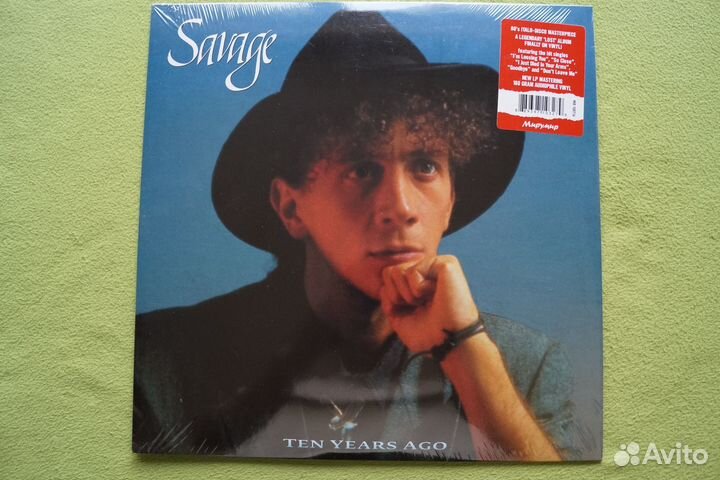 Savage
80's ITALO-DISCO MASTERPIECE
A LEGENDARY "LOST" ALBUM
FINALLY ON VINYL!
featuring the hit singles
"I'm Loosing You", "So Close",
"I Just Died in Your Arms",
"Goodbye" and "Don't Leave Me"
NEW LP MASTERING
180 GRAM AUDIOPHILE VINYL
Мирумир
TEN YEARS AGO
Avito